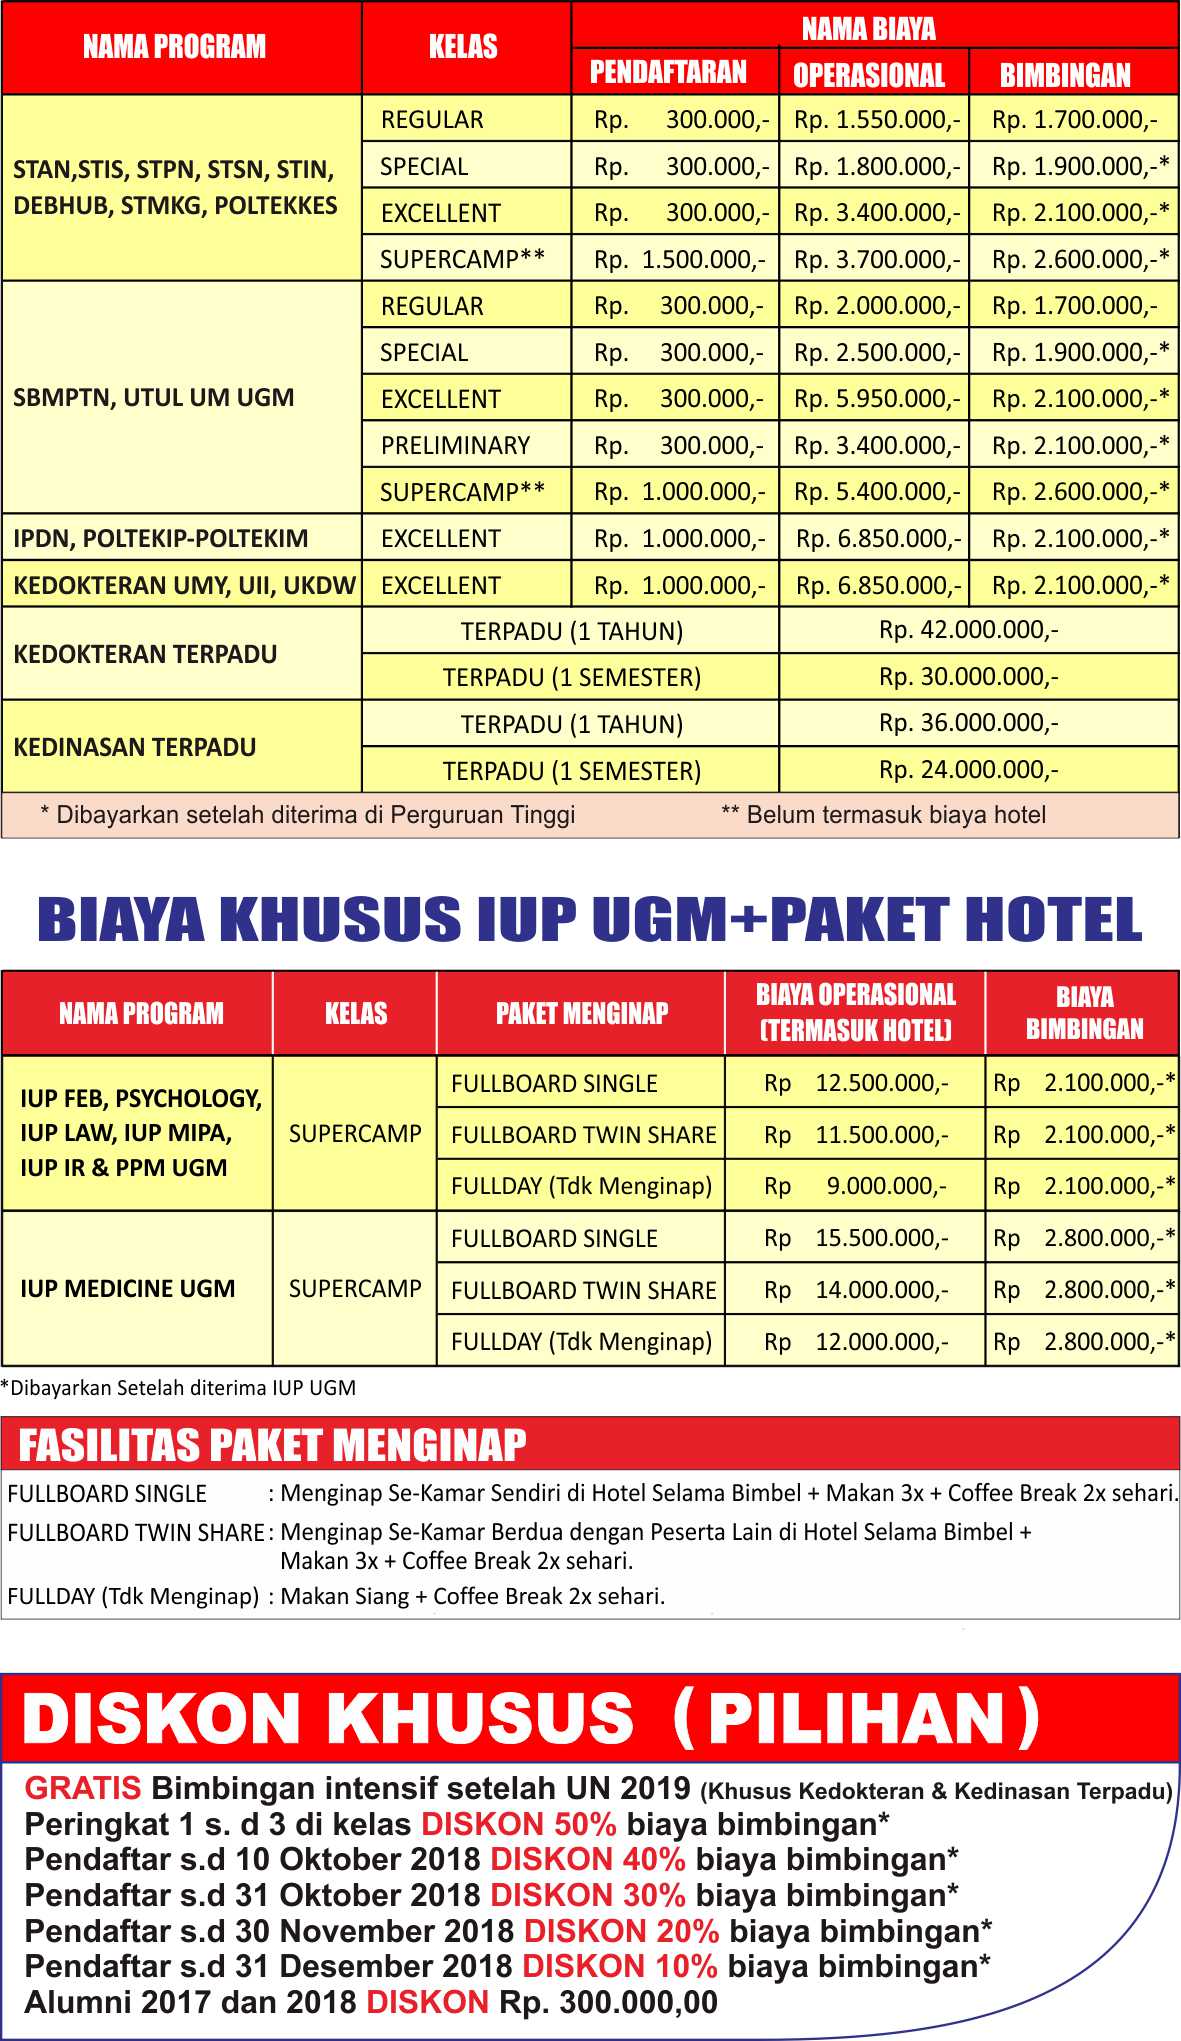 NAMA PROGRAM KELAS NAMA BIAYA
PENDAFTARAN OPERASIONAL BIMBINGAN
STAN,STIS, STPN, STSN, STIN,
DEBHUB, STMKG, POLTEKKES
REGULAR Rp. 300.000,- Rp. 1.550.000,- Rp. 1.700.000,-
SPECIAL Rp. 300.000,- Rp. 1.800.000,- Rp. 1.900.000,-*
EXCELLENT Rp. 300.000,- Rp. 3.400.000,- Rp. 2.100.000,-*
SUPERCAMP** Rp. 1.500.000,- Rp. 3.700.000,- Rp. 2.600.000,-*
SBMPTN, UTUL UM UGM
REGULAR Rp. 300.000,- Rp. 2.000.000,- Rp. 1.700.000,-
SPECIAL Rp. 300.000,- Rp. 2.500.000,- Rp. 1.900.000,-*
EXCELLENT Rp. 300.000,- Rp. 5.950.000,- Rp. 2.100.000,-*
PRELIMINARY Rp. 300.000,- Rp. 3.400.000,- Rp. 2.100.000,-*
SUPERCAMP** Rp. 1.000.000,- Rp. 5.400.000,- Rp. 2.600.000,-*
IPDN, POLTEKIP-POLTEKIM EXCELLENT Rp. 1.000.000,- Rp. 6.850.000,- Rp. 2.100.000,-*
KEDOKTERAN UMY, UII, UKDW EXCELLENT Rp. 1.000.000,- Rp. 6.850.000,- Rp. 2.100.000,-*
KEDOKTERAN TERPADU
TERPADU (1 TAHUN) Rp. 42.000.000,-
TERPADU (1 SEMESTER) Rp. 30.000.000,-
KEDINASAN TERPADU
TERPADU (1 TAHUN) Rp. 36.000.000,-
TERPADU (1 SEMESTER) Rp. 24.000.000,-
* Dibayarkan setelah diterima di Perguruan Tinggi ** Belum termasuk biaya hotel
BIAYA KHUSUS IUP UGM+PAKET HOTEL
NAMA PROGRAM KELAS PAKET MENGINAP BIAYA OPERASIONAL (TERMASUK HOTEL) BIAYA BIMBINGAN
IUP FEB, PSYCHOLOGY,
IUP LAW, IUP MIPA,
IUP IR & PPM UGM
SUPERCAMP
FULLBOARD SINGLE Rp 12.500.000,- Rp 2.100.000,-*
FULLBOARD TWIN SHARE Rp 11.500.000,- Rp 2.100.000,-*
FULLDAY (Tdk Menginap) Rp 9.000.000,- Rp 2.100.000,-*
IUP MEDICINE UGM
SUPERCAMP
FULLBOARD SINGLE Rp 15.500.000,- Rp 2.800.000,-*
FULLBOARD TWIN SHARE Rp 14.000.000,- Rp 2.800.000,-*
FULLDAY (Tdk Menginap) Rp 12.000.000,- Rp 2.800.000,-*
*Dibayarkan Setelah diterima IUP UGM
FASILITAS PAKET MENGINAP
FULLBOARD SINGLE : Menginap Se-Kamar Sendiri di Hotel Selama Bimbel + Makan 3x + Coffee Break 2x sehari.
FULLBOARD TWIN SHARE : Menginap Se-Kamar Berdua dengan Peserta Lain di Hotel Selama Bimbel +
Makan 3x + Coffee Break 2x sehari.
FULLDAY (Tdk Menginap) : Makan Siang + Coffee Break 2x sehari.
DISKON KHUSUS (PILIHAN)
GRATIS Bimbingan intensif setelah UN 2019 (Khusus Kedokteran & Kedinasan Terpadu)
Peringkat 1 s. d 3 di kelas DISKON 50% biaya bimbingan*
Pendaftar s.d 10 Oktober 2018 DISKON 40% biaya bimbingan*
Pendaftar s.d 31 Oktober 2018 DISKON 30% biaya bimbingan*
Pendaftar s.d 30 November 2018 DISKON 20% biaya bimbingan*
Pendaftar s.d 31 Desember 2018 DISKON 10% biaya bimbingan*
Alumni 2017 dan 2018 DISKON Rp. 300.000,00